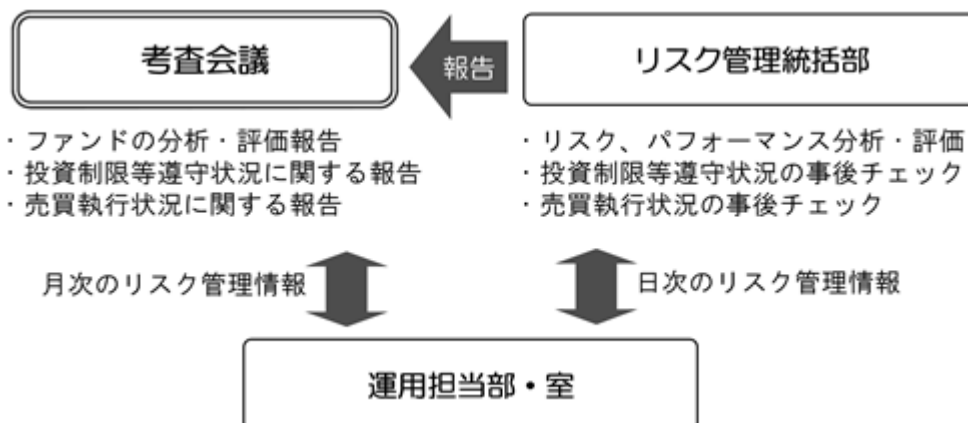 考査会議
報告
リスク管理統括部
・ファンドの分析・評価報告
・投資制限等遵守状況に関する報告
・売買執行状況に関する報告
・リスク、パフォーマンス分析・評価
・投資制限等遵守状況の事後チェック
・売買執行状況の事後チェック
月次のリスク管理情報
日次のリスク管理情報
運用担当部・室